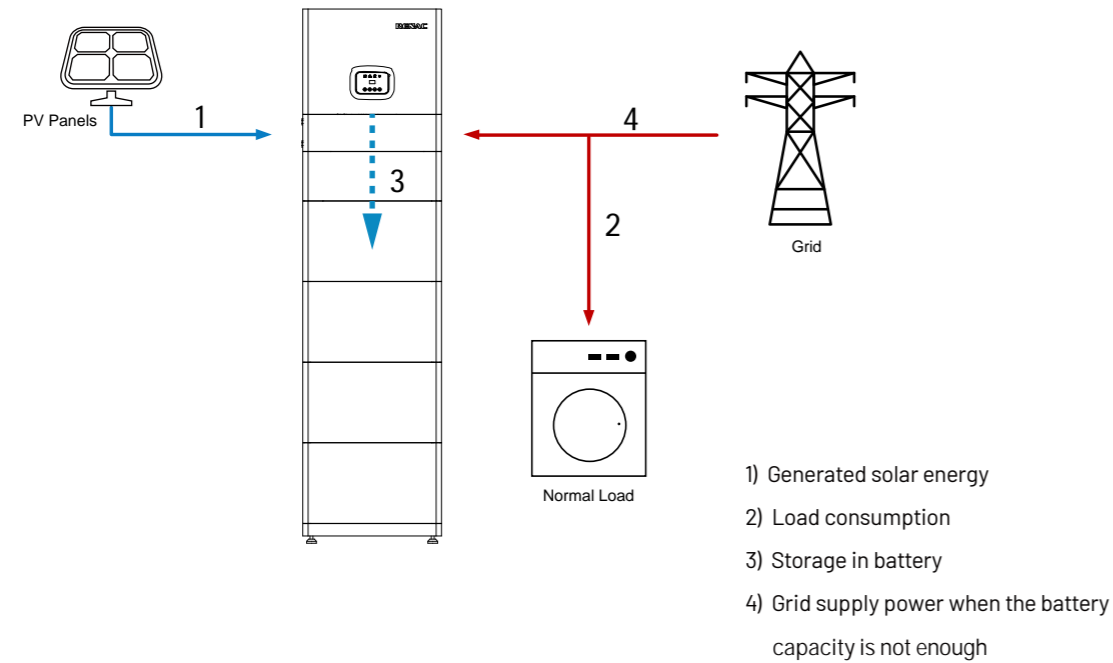 RENAC
PV Panels
1
4
3
2
Grid
Normal Load
1) Generated solar energy
2) Load consumption
3) Storage in battery
4) Grid supply power when the battery
capacity is not enough